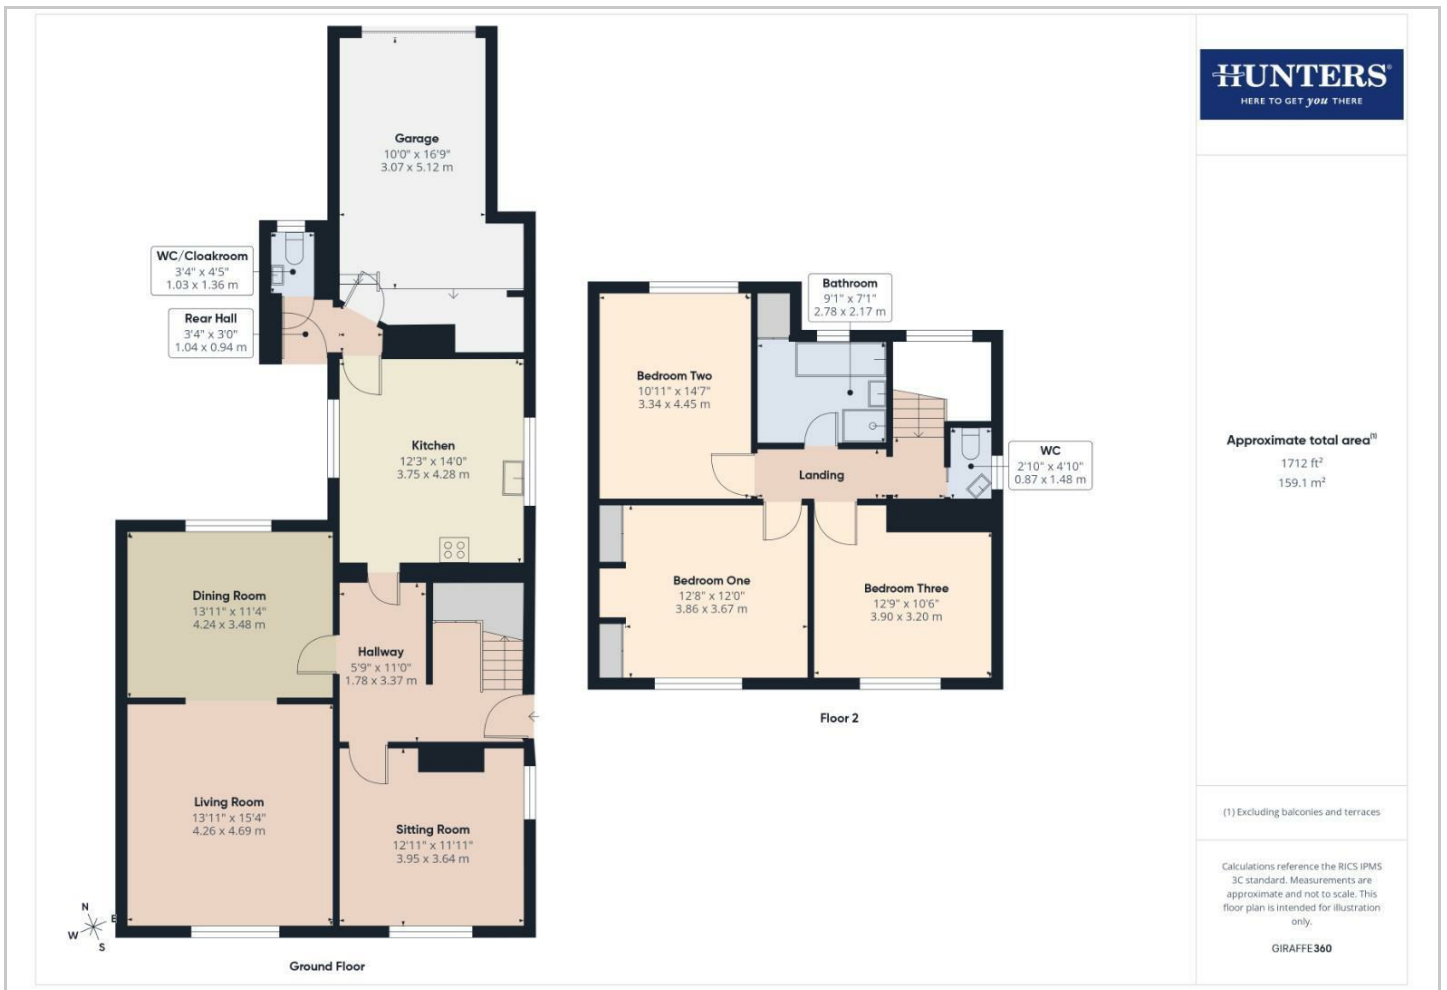 Garage
10'0" x 16'9"
3.07 x 5.12 m
WC/Cloakroom
3'4" x 4'5"
1.03 x 1.36 m
Rear Hall
3'4" x 3'0"
1.04 x 0.94 m
Kitchen
12'3" x 14'0"
3.75 x 4.28 m
Dining Room
13'11" x 11'4"
4.24 x 3.48 m
Hallway
5'9" x 11'0"
1.78 x 3.37 m
Living Room
13'11" x 15'4"
4.26 x 4.69 m
Sitting Room
12'11" x 11'11"
3.95 x 3.64 m
N
E
W
S
Ground Floor
Bathroom
9'1" x 7'1"
2.78 x 2.17 m
Bedroom Two
10'11" x 14'7"
3.34 x 4.45 m
WC
2'10" x 4'10"
0.87 x 1.48 m
Landing
Bedroom One
12'8" x 12'0"
3.86 x 3.67 m
Bedroom Three
12'9" x 10'6"
3.90 x 3.20 m
Floor 2
HUNTERS®
HERE TO GET you THERE
Approximate total area(1)
1712 ft²
159.1 m²
(1) Excluding balconies and terraces
Calculations reference the RICS IPMS
3C standard. Measurements are
approximate and not to scale. This
floor plan is intended for illustration
only.
GIRAFFE360